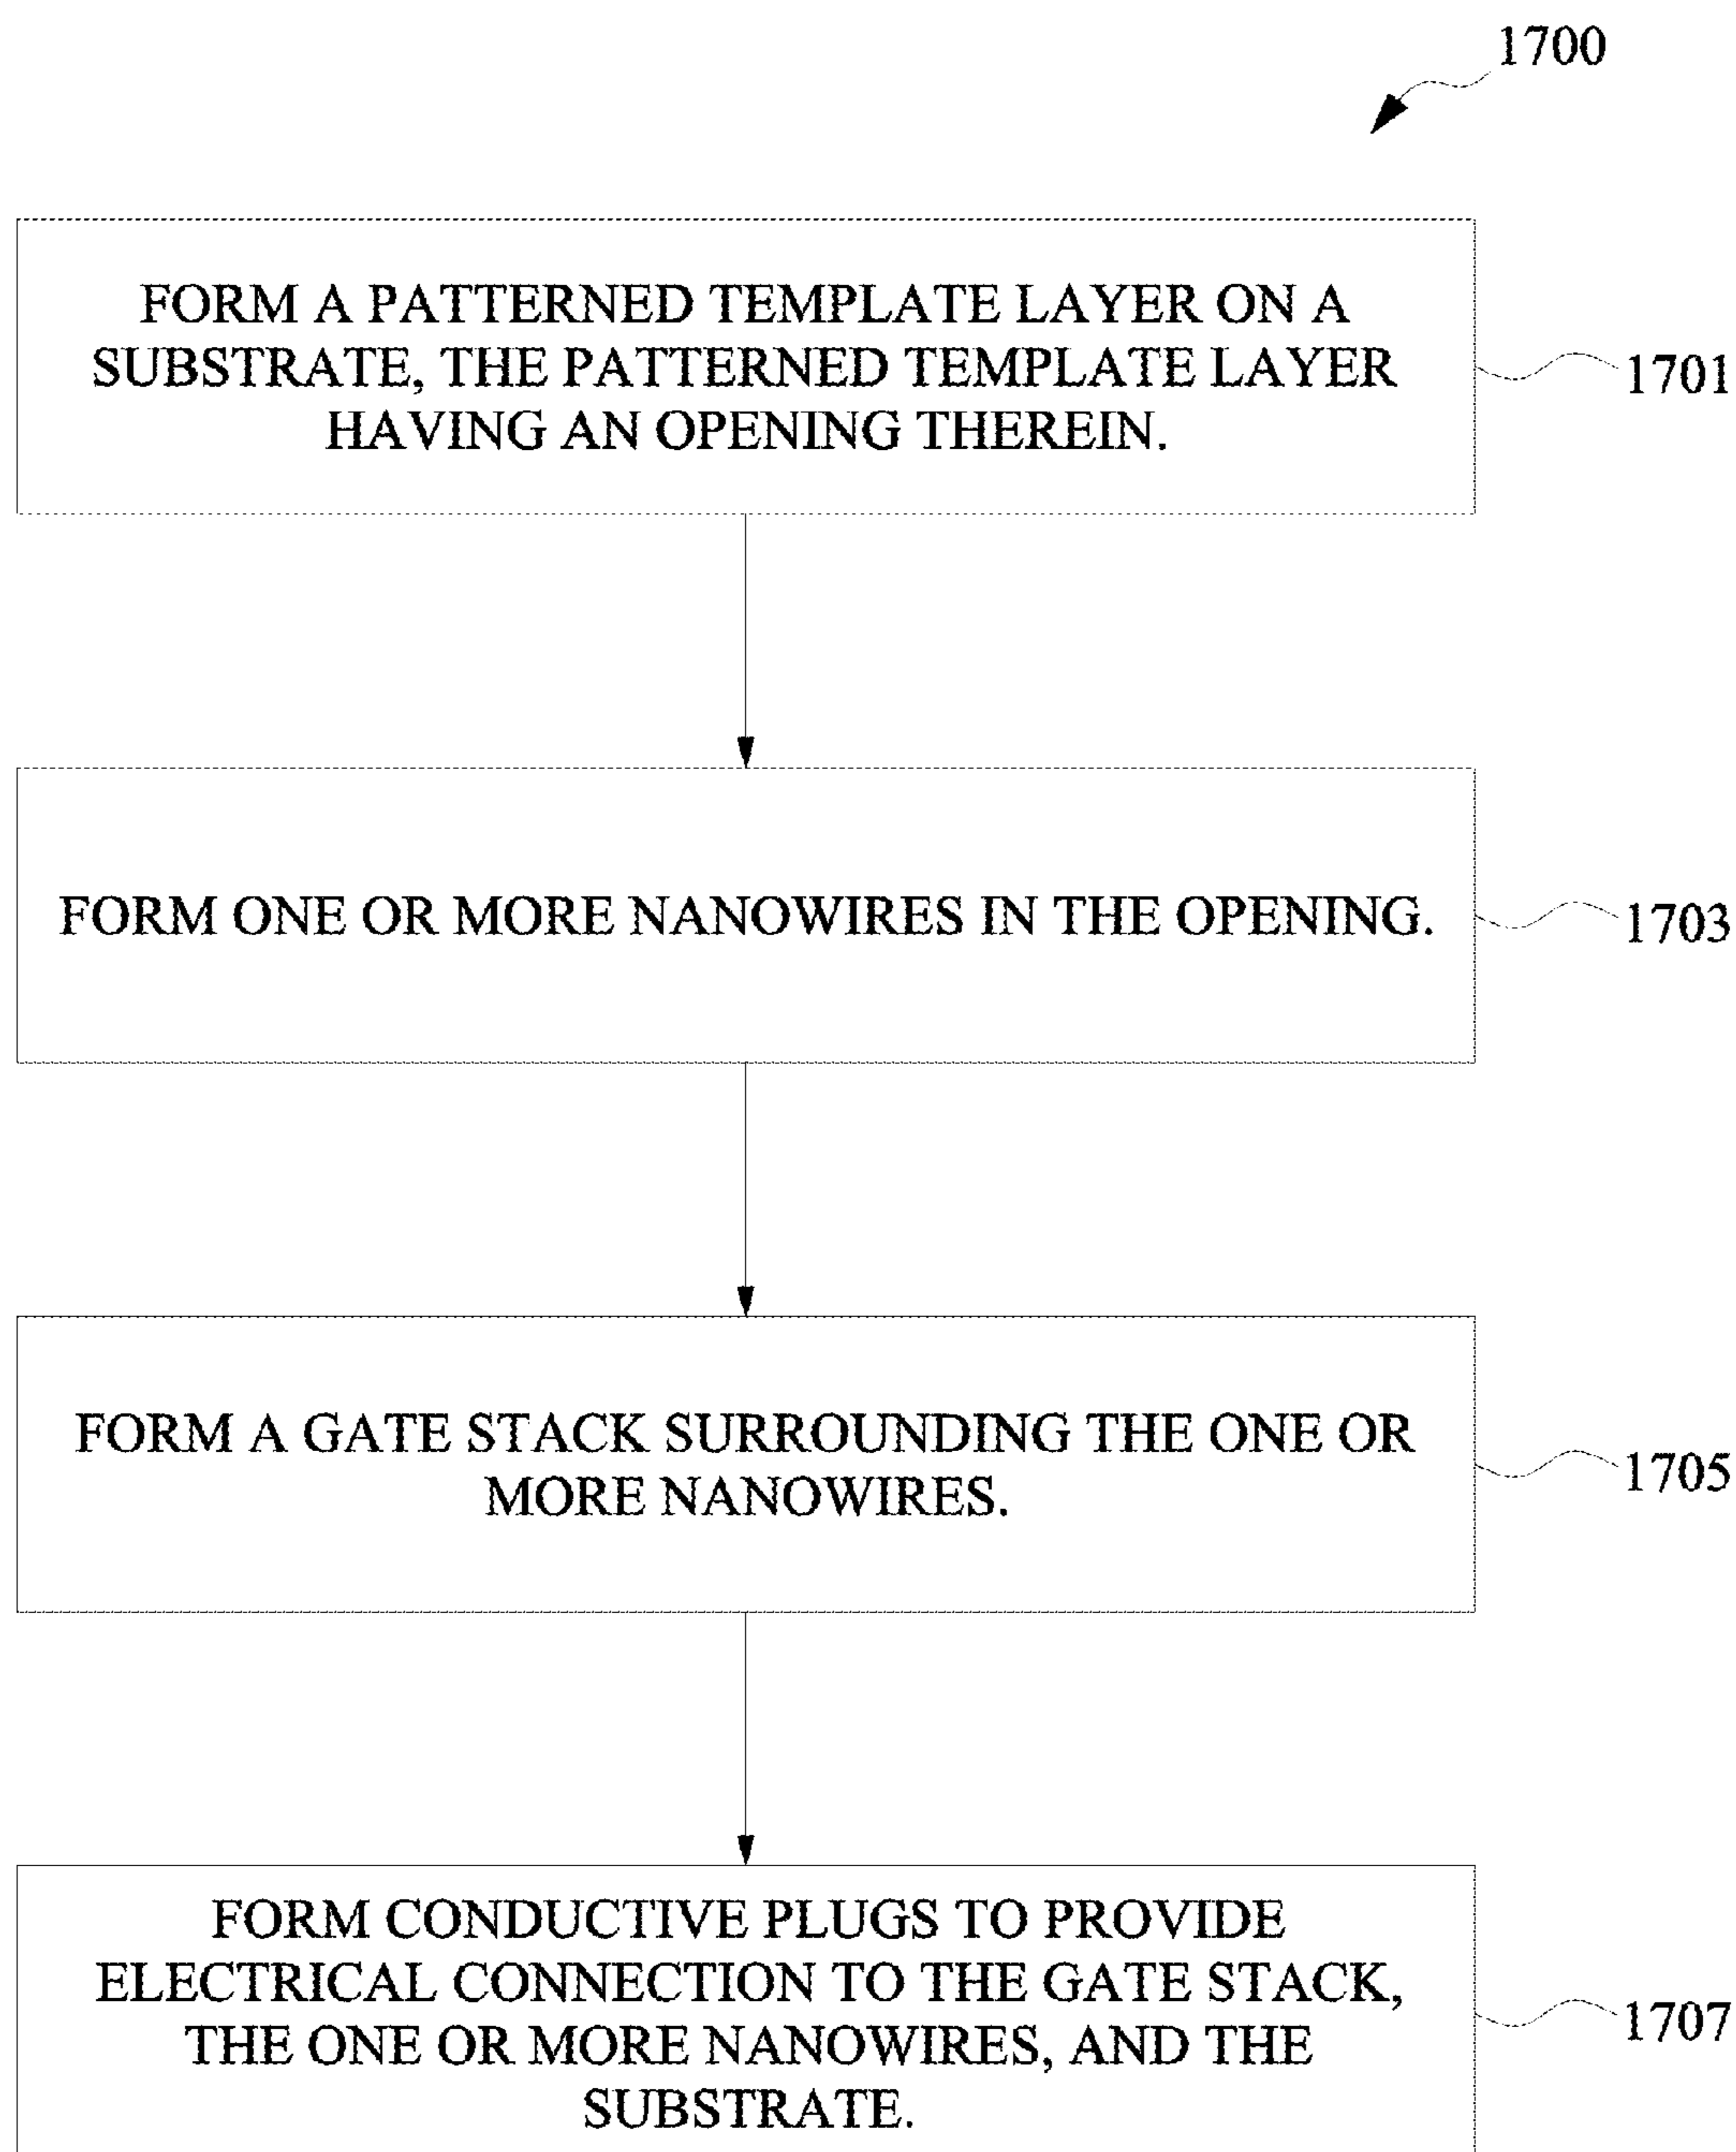 1700
FORM A PATTERNED TEMPLATE LAYER ON A
SUBSTRATE, THE PATTERNED TEMPLATE LAYER
HAVING AN OPENING THEREIN.
1701
FORM ONE OR MORE NANOWIRES IN THE OPENING.
1703
FORM A GATE STACK SURROUNDING THE ONE OR
MORE NANOWIRES.
1705
FORM CONDUCTIVE PLUGS TO PROVIDE
ELECTRICAL CONNECTION TO THE GATE STACK,
THE ONE OR MORE NANOWIRES, AND THE
SUBSTRATE.
1707